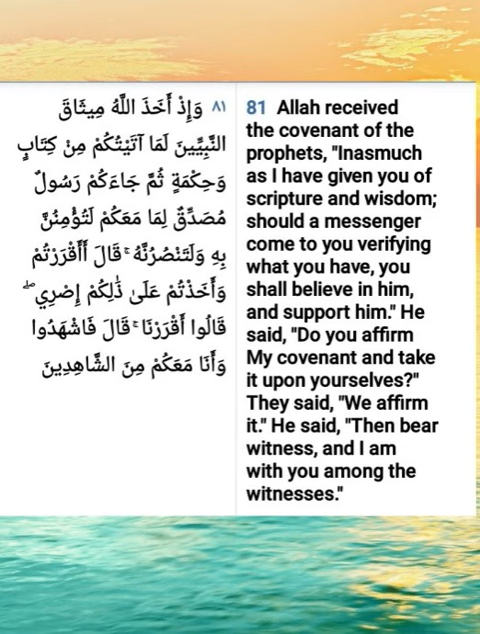 ٨١ وَإِذْ أَخَذَ اللَّهُ مِيثَاقَ
النَّبِيِّينَ لَمَا آتَيْتُكُمْ مِنْ كِتَابٍ
وَحِكْمَةٍ ثُمَّ جَاءَكُمْ رَسُولٌ
مُصَدِّقٌ لِمَا مَعَكُمْ لَتُؤْمِنُنَّ
بِهِ وَلَتَنْصُرُنَّهُ ۚ قَالَ أَأَقْرَرْتُمْ
وَأَخَذْتُمْ عَلَىٰ ذَٰلِكُمْ إِصْرِي ۖ
قَالُوا أَقْرَرْنَا ۚ قَالَ فَاشْهَدُوا
وَأَنَا مَعَكُمْ مِنَ الشَّاهِدِينَ
81 Allah received
the covenant of the
prophets, "Inasmuch
as I have given you of
scripture and wisdom;
should a messenger
come to you verifying
what you have, you
shall believe in him,
and support him." He
said, "Do you affirm
My covenant and take
it upon yourselves?"
They said, "We affirm
it." He said, "Then bear
witness, and I am
with you among the
witnesses."